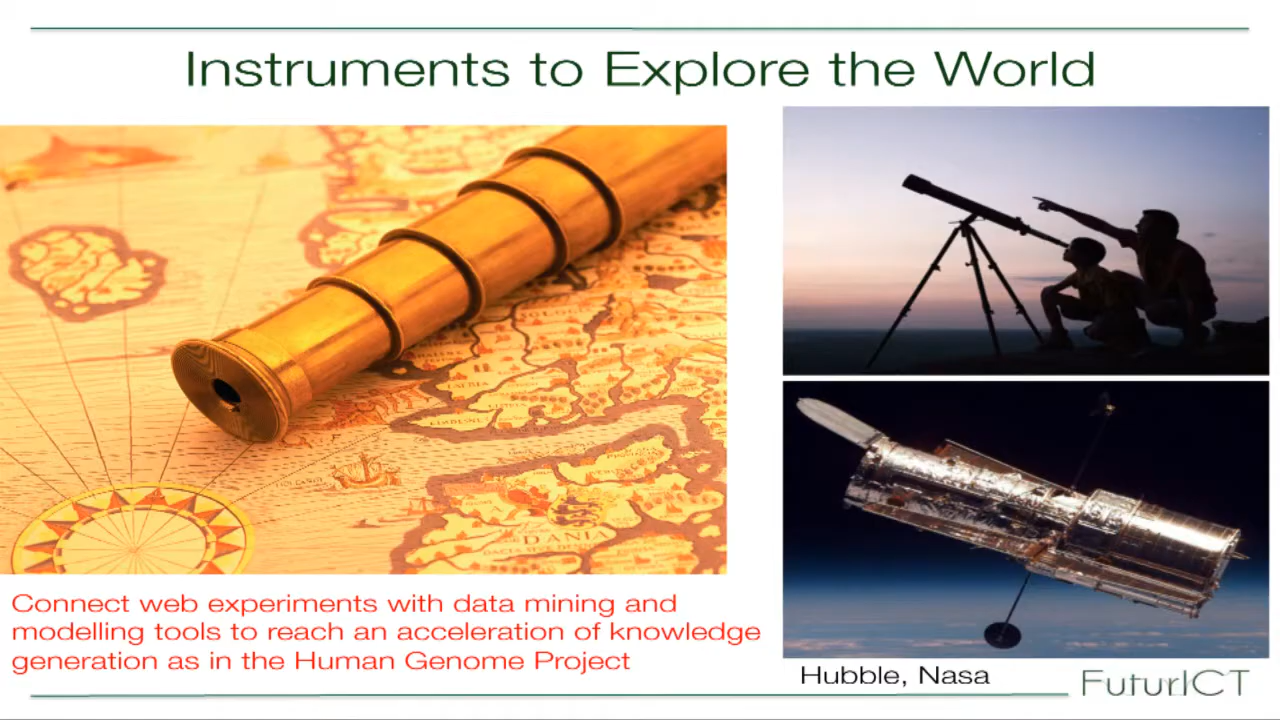 Instruments to Explore the World
DANIA
Connect web experiments with data mining and
modelling tools to reach an acceleration of knowledge
generation as in the Human Genome Project
Hubble, Nasa
FuturICT